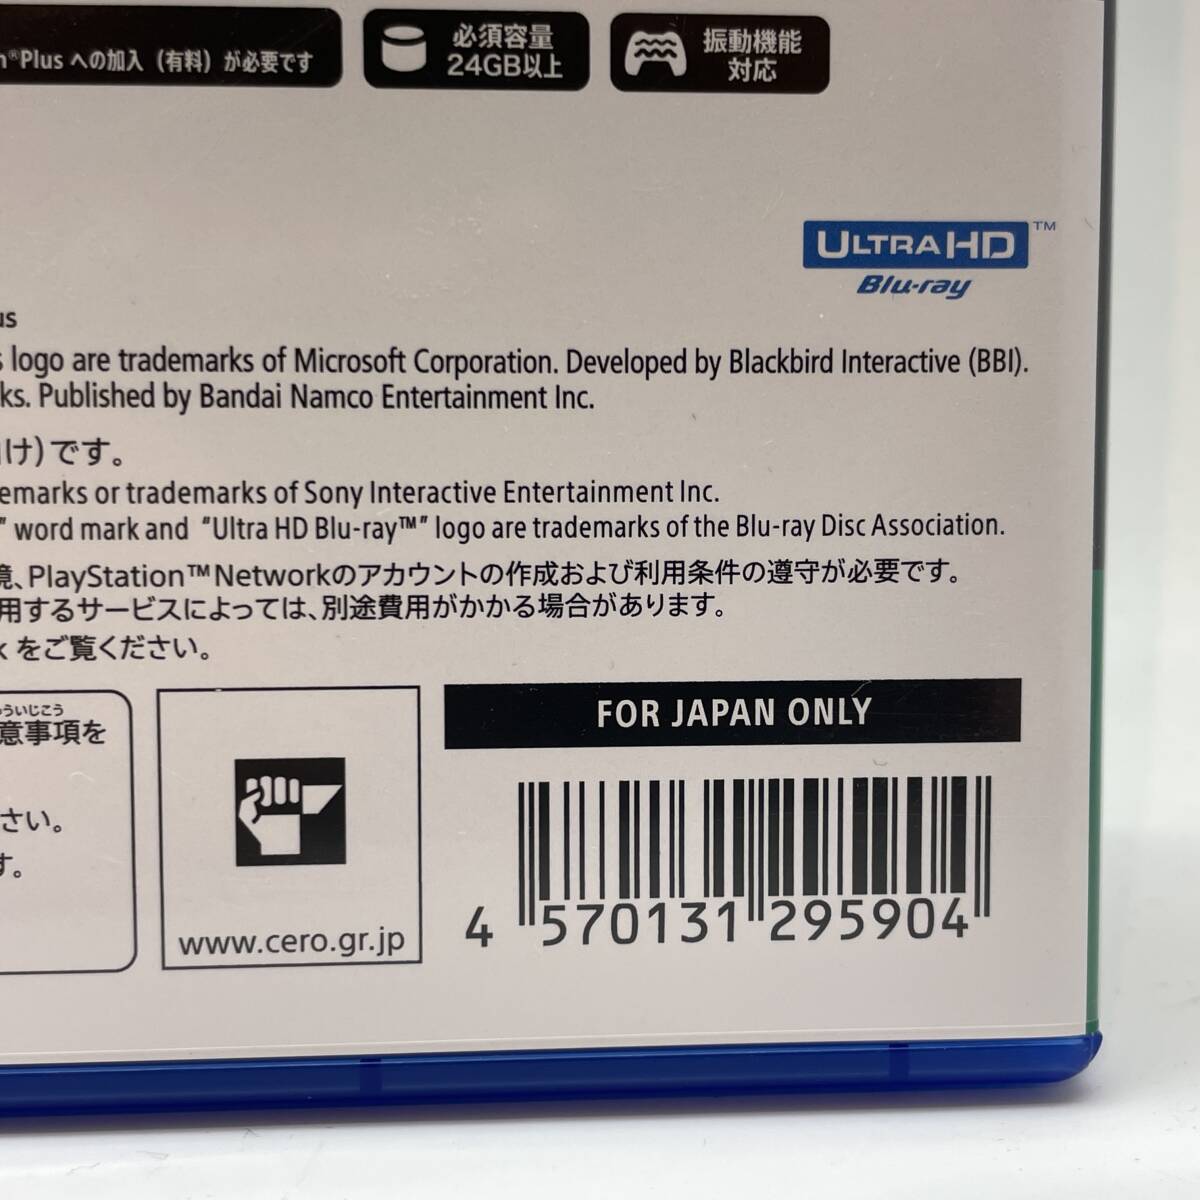 Plus への加入（有料）が必要です
必須容量
24GB以上
振動機能
対応
ULTRA HD™
Blu-ray
logo are trademarks of Microsoft Corporation. Developed by Blackbird Interactive (BBI).
Published by Bandai Namco Entertainment Inc.
け）です。
emarks or trademarks of Sony Interactive Entertainment Inc.
” word mark and “Ultra HD Blu-ray™” logo are trademarks of the Blu-ray Disc Association.
境、PlayStation™Networkのアカウントの作成および利用条件の遵守が必要です。
用するサービスによっては、別途費用がかかる場合があります。
をご覧ください。
ういじこう
意事項を
さい。
す。
www.cero.gr.jp
FOR JAPAN ONLY
4 570131 295904